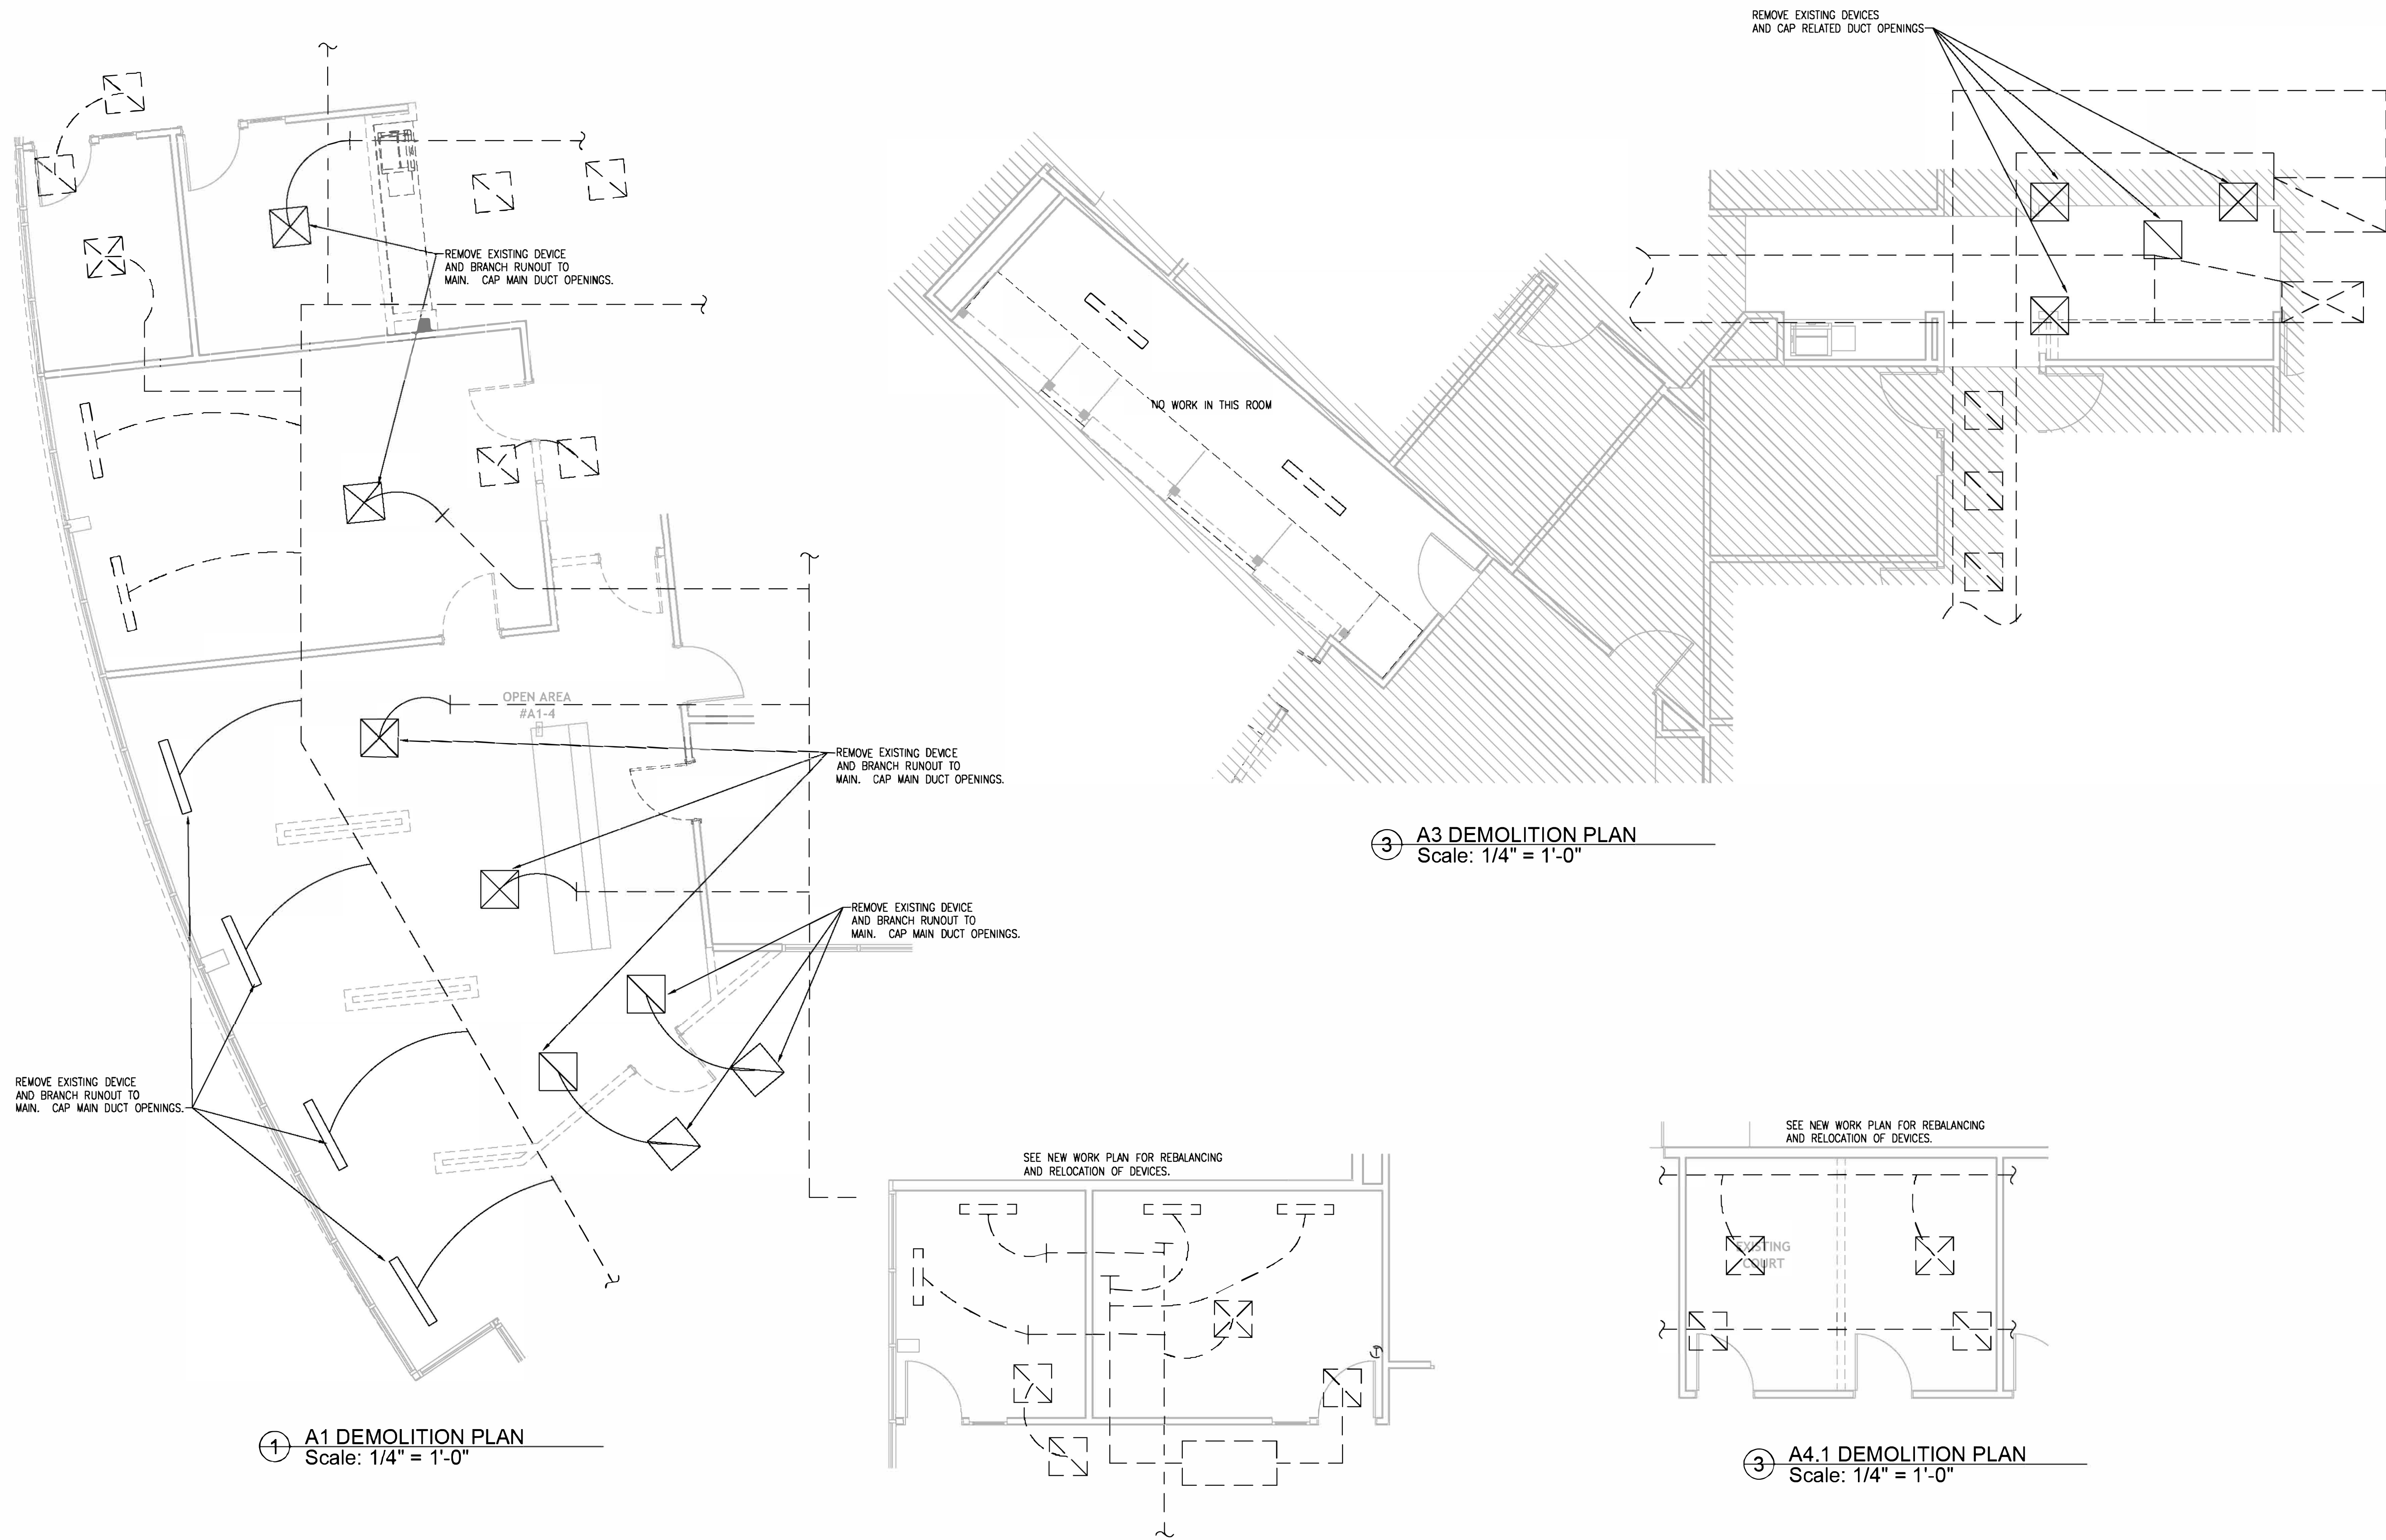 REMOVE EXISTING DEVICES
AND CAP RELATED DUCT OPENINGS
REMOVE EXISTING DEVICE
AND BRANCH RUNOUT TO
MAIN. CAP MAIN DUCT OPENINGS.
NO WORK IN THIS ROOM
OPEN AREA
#A1-4
REMOVE EXISTING DEVICE
AND BRANCH RUNOUT TO
MAIN. CAP MAIN DUCT OPENINGS.
3
A3 DEMOLITION PLAN
Scale: 1/4" = 1'-0"
REMOVE EXISTING DEVICE
AND BRANCH RUNOUT TO
MAIN. CAP MAIN DUCT OPENINGS.
REMOVE EXISTING DEVICE
AND BRANCH RUNOUT TO
MAIN. CAP MAIN DUCT OPENINGS.
SEE NEW WORK PLAN FOR REBALANCING
AND RELOCATION OF DEVICES.
SEE NEW WORK PLAN FOR REBALANCING
AND RELOCATION OF DEVICES.
EXISTING
COURT
1
A1 DEMOLITION PLAN
Scale: 1/4" = 1'-0"
3
A4.1 DEMOLITION PLAN
Scale: 1/4" = 1'-0"